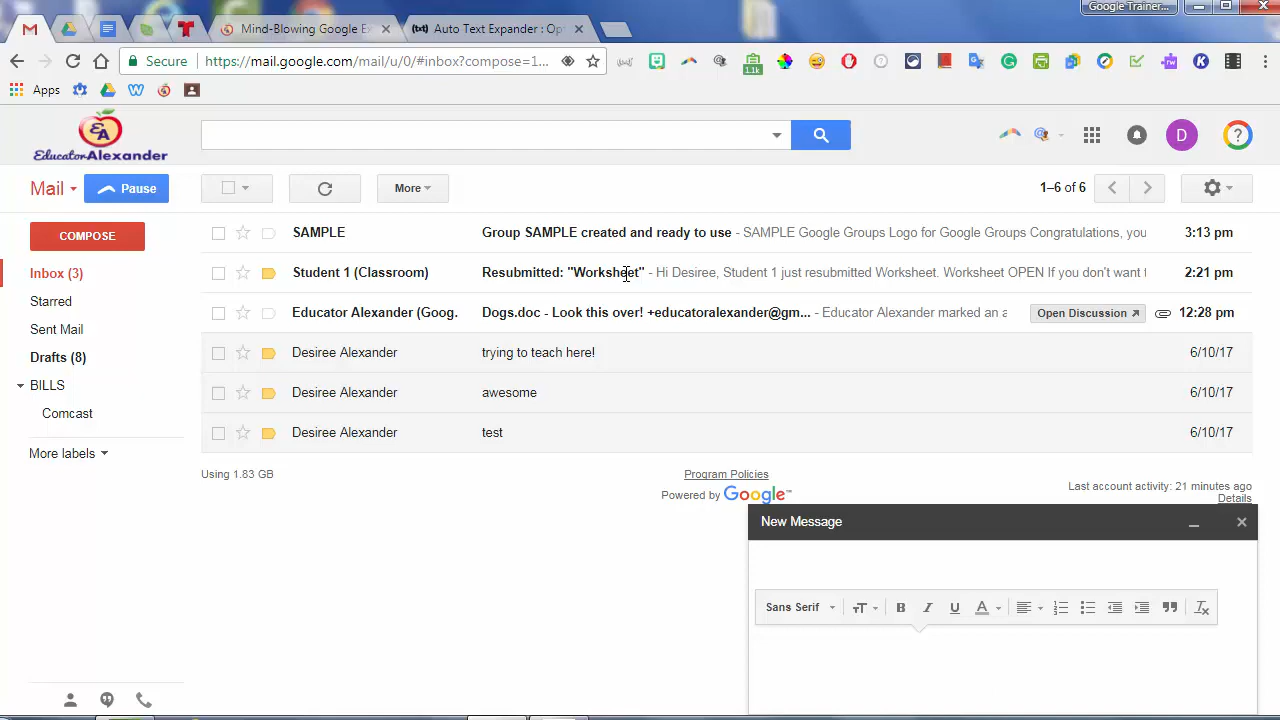 Google Trainer...
Mind-Blowing Google Ex
Auto Text Expander : Op
Secure
https://mail.google.com/mail/u/0/#inbox?compose=1...
1.1k
Apps
EA
EducatorAlexander
D
Mail
Pause
More
1–6 of 6
COMPOSE
Inbox (3)
Starred
Sent Mail
Drafts (8)
BILLS
Comcast
More labels
SAMPLE Group SAMPLE created and ready to use - SAMPLE Google Groups Logo for Google Groups Congratulations, you 3:13 pm
Student 1 (Classroom) Resubmitted: "Worksheet" - Hi Desiree, Student 1 just resubmitted Worksheet. Worksheet OPEN If you don't want t 2:21 pm
Educator Alexander (Goog. Dogs.doc - Look this over! +educatoralexander@gm... - Educator Alexander marked an a Open Discussion 12:28 pm
Desiree Alexander trying to teach here! 6/10/17
Desiree Alexander awesome 6/10/17
Desiree Alexander test 6/10/17
Using 1.83 GB
Program Policies
Powered by Google™
Last account activity: 21 minutes ago
Details
New Message
Sans Serif